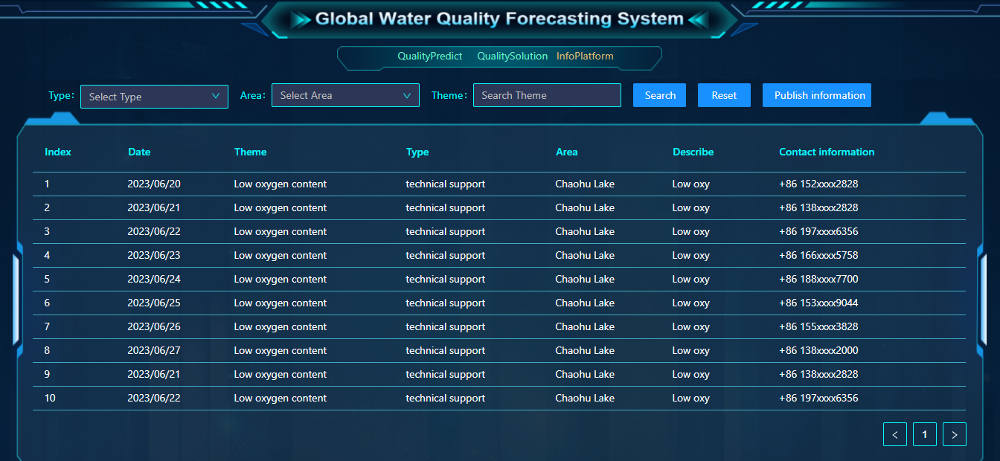 Global Water Quality Forecasting System
QualityPredict QualitySolution InfoPlatform
Type: Select Type Area: Select Area Theme: Search Theme Search Reset Publish information
Index Date Theme Type Area Describe Contact information
1 2023/06/20 Low oxygen content technical support Chaohu Lake Low oxy +86 152xxxx2828
2 2023/06/21 Low oxygen content technical support Chaohu Lake Low oxy +86 138xxxx2828
3 2023/06/22 Low oxygen content technical support Chaohu Lake Low oxy +86 197xxxx6356
4 2023/06/23 Low oxygen content technical support Chaohu Lake Low oxy +86 166xxxx5758
5 2023/06/24 Low oxygen content technical support Chaohu Lake Low oxy +86 188xxxx7700
6 2023/06/25 Low oxygen content technical support Chaohu Lake Low oxy +86 153xxxx9044
7 2023/06/26 Low oxygen content technical support Chaohu Lake Low oxy +86 155xxxx3828
8 2023/06/27 Low oxygen content technical support Chaohu Lake Low oxy +86 138xxxx2000
9 2023/06/21 Low oxygen content technical support Chaohu Lake Low oxy +86 138xxxx2828
10 2023/06/22 Low oxygen content technical support Chaohu Lake Low oxy +86 197xxxx6356
< 1 >